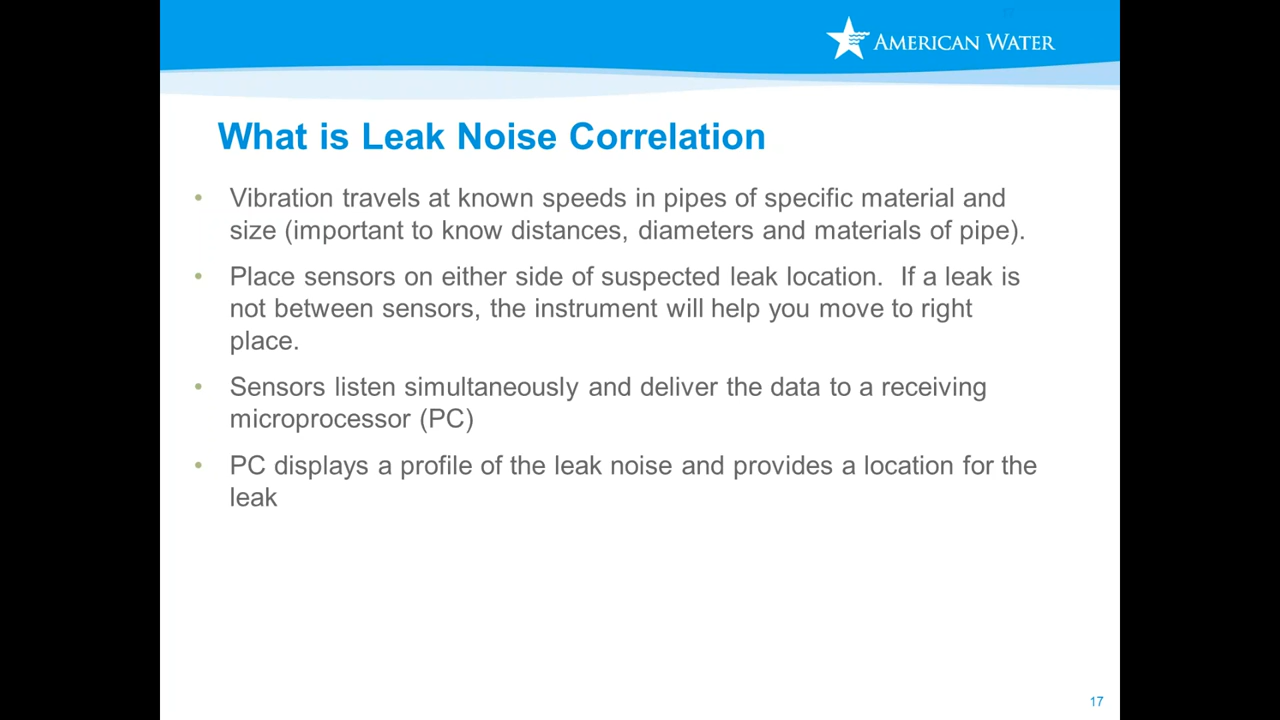 AMERICAN WATER
What is Leak Noise Correlation
• Vibration travels at known speeds in pipes of specific material and
size (important to know distances, diameters and materials of pipe).
• Place sensors on either side of suspected leak location.  If a leak is
not between sensors, the instrument will help you move to right
place.
• Sensors listen simultaneously and deliver the data to a receiving
microprocessor (PC)
• PC displays a profile of the leak noise and provides a location for the
leak
17